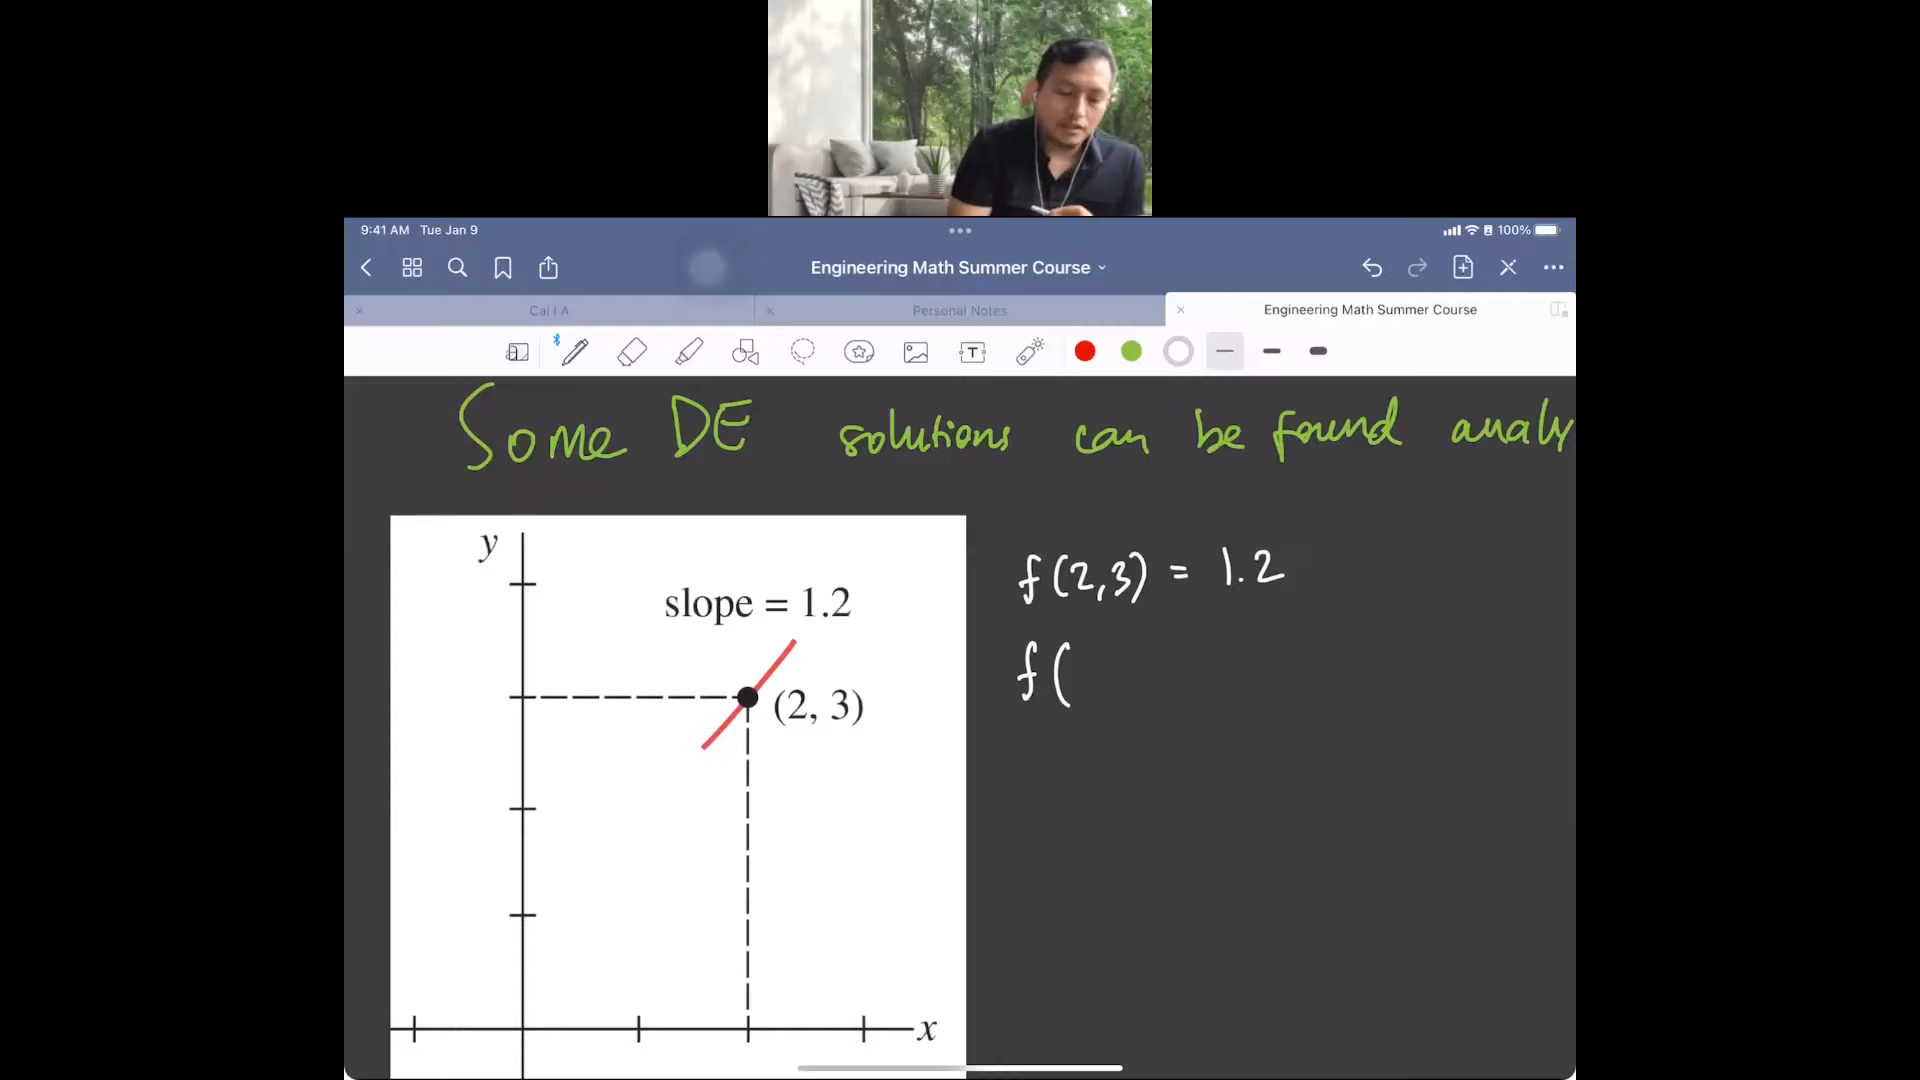 9:41 AM Tue Jan 9
100%
Engineering Math Summer Course
Cal I A
Personal Notes
Engineering Math Summer Course
T
Some DE solutions can be found analy
y
slope = 1.2
(2, 3)
x
f(2,3) = 1.2
f(